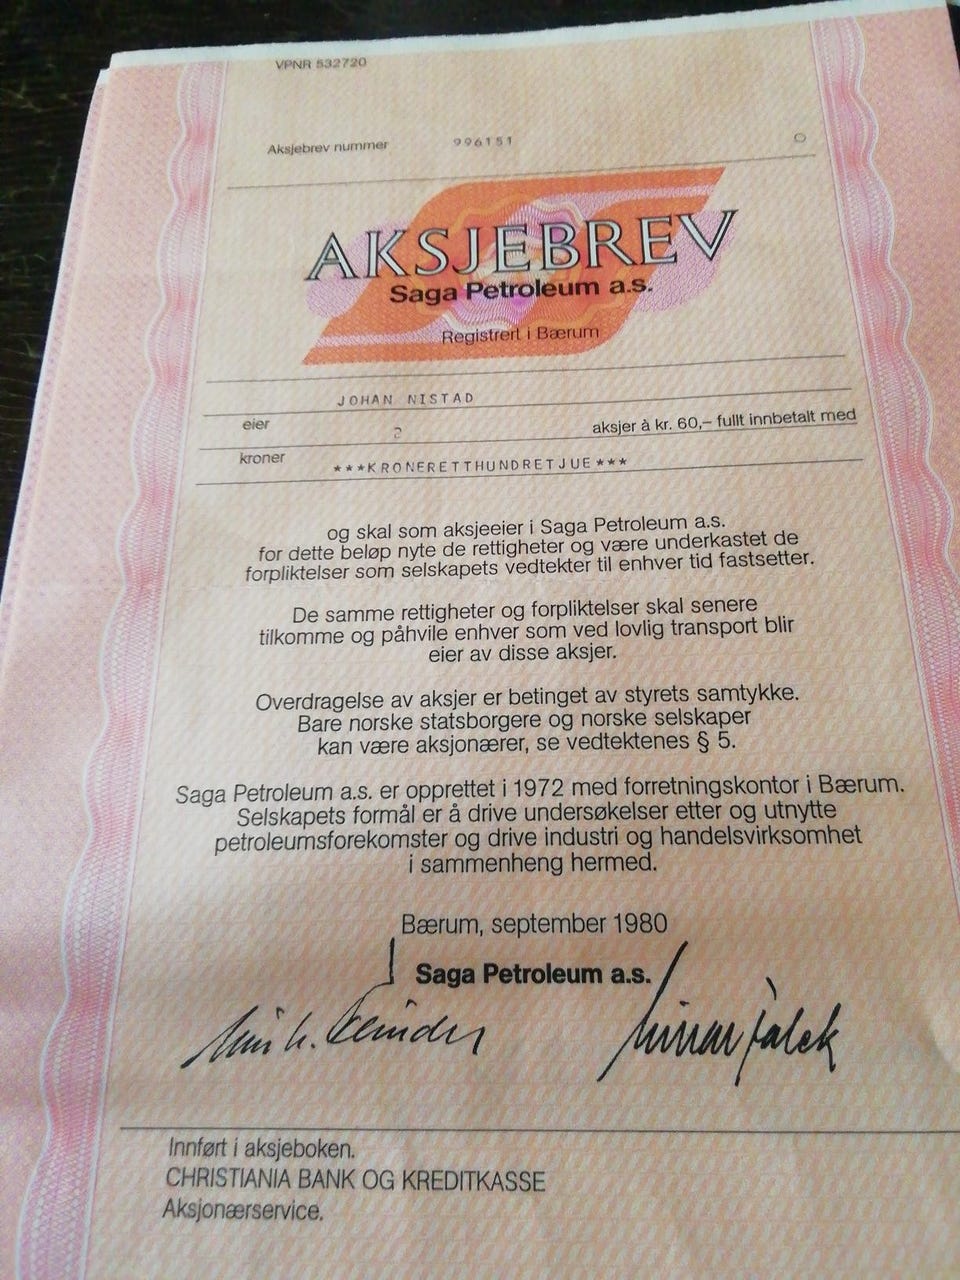 VPNR 532720
Aksjebrev nummer 996151 0
AKSJEBREV
Saga Petroleum a.s.
Registrert i Bærum
JOHAN NISTAD
eier 2 aksjer à kr. 60,– fullt innbetalt med
kroner ***KRONERETTHUNDRETJUE***
og skal som aksjeeier i Saga Petroleum a.s.
for dette beløp nyte de rettigheter og være underkastet de
forpliktelser som selskapets vedtekter til enhver tid fastsetter.
De samme rettigheter og forpliktelser skal senere
tilkomme og påhvile enhver som ved lovlig transport blir
eier av disse aksjer.
Overdragelse av aksjer er betinget av styrets samtykke.
Bare norske statsborgere og norske selskaper
kan være aksjonærer, se vedtektenes § 5.
Saga Petroleum a.s. er opprettet i 1972 med forretningskontor i Bærum.
Selskapets formål er å drive undersøkelser etter og utnytte
petroleumsforekomster og drive industri og handelsvirksomhet
i sammenheng hermed.
Bærum, september 1980
Saga Petroleum a.s.
Innført i aksjeboken.
CHRISTIANIA BANK OG KREDITKASSE
Aksjonærservice.